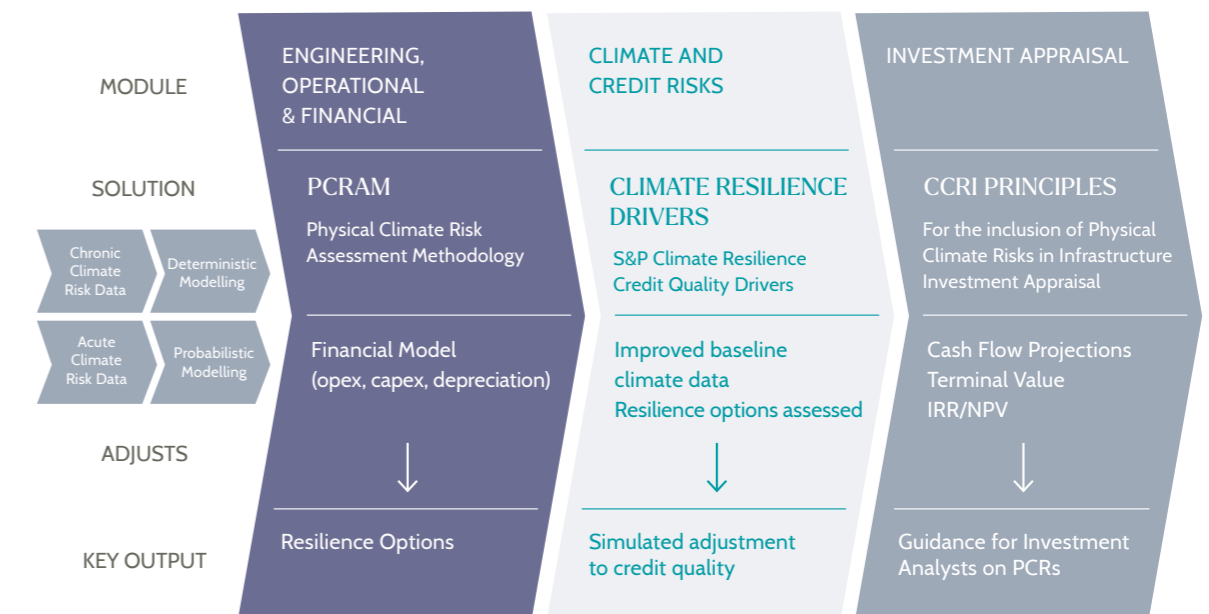 MODULE
ENGINEERING,
OPERATIONAL
& FINANCIAL
CLIMATE AND
CREDIT RISKS
INVESTMENT APPRAISAL
SOLUTION
PCRAM
Physical Climate Risk
Assessment Methodology
CLIMATE RESILIENCE
DRIVERS
S&P Climate Resilience
Credit Quality Drivers
CCRI PRINCIPLES
For the inclusion of Physical
Climate Risks in Infrastructure
Investment Appraisal
Chronic
Climate
Risk Data
Deterministic
Modelling
Acute
Climate
Risk Data
Probabilistic
Modelling
ADJUSTS
Financial Model
(opex, capex, depreciation)
Improved baseline
climate data
Resilience options assessed
Cash Flow Projections
Terminal Value
IRR/NPV
KEY OUTPUT
Resilience Options
Simulated adjustment
to credit quality
Guidance for Investment
Analysts on PCRs